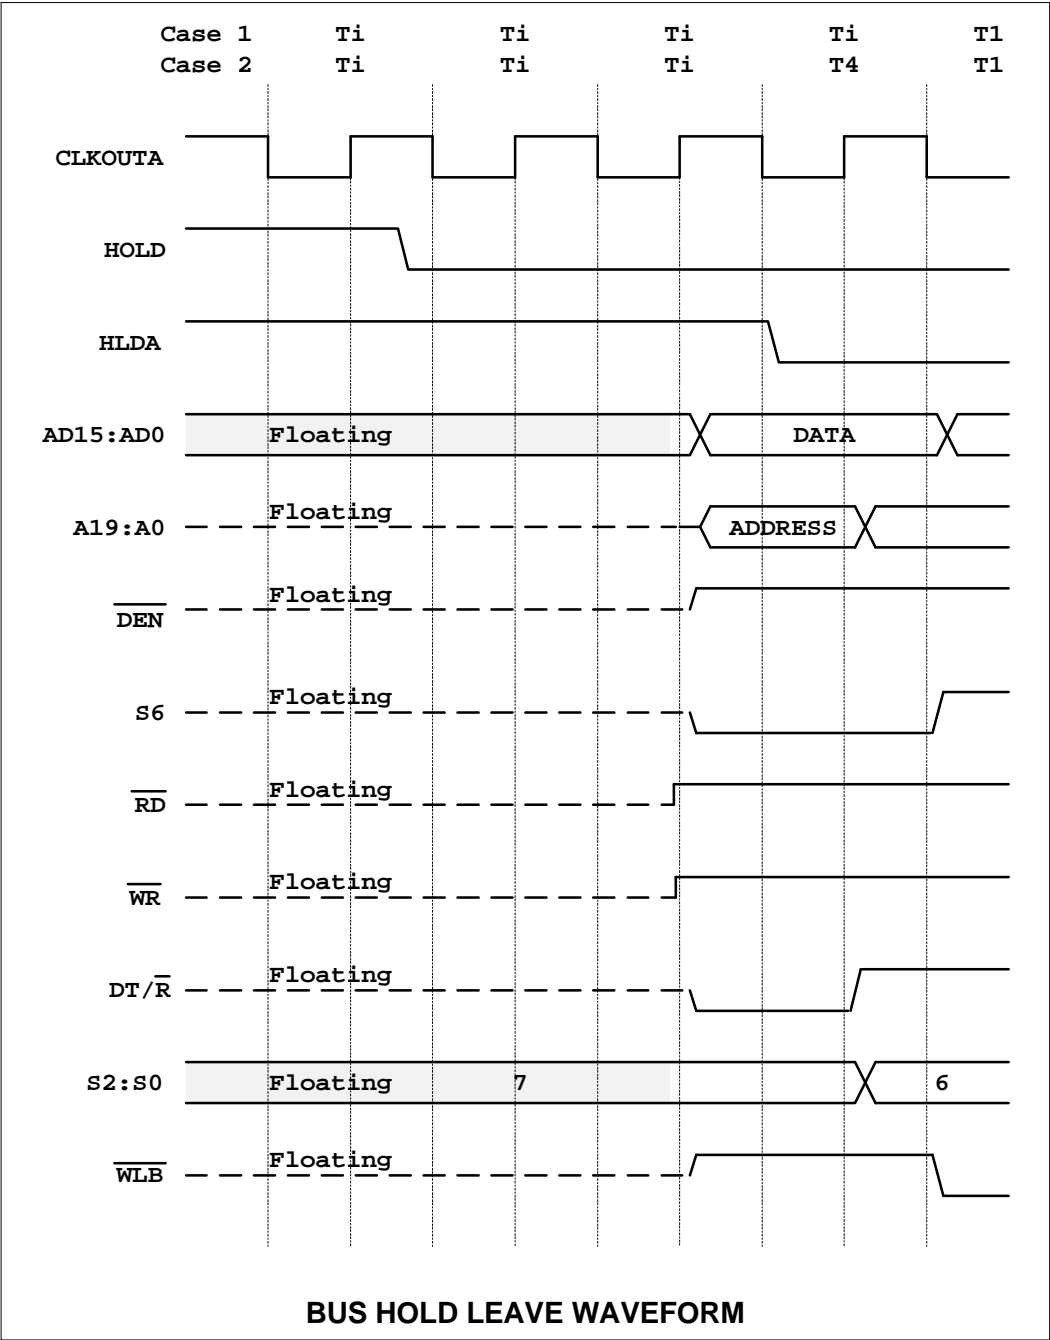 Case 1 Ti Ti Ti Ti T1
Case 2 Ti Ti Ti T4 T1
CLKOUTA
HOLD
HLDA
AD15:AD0 Floating DATA
A19:A0 Floating ADDRESS
DEN Floating
S6 Floating
RD Floating
WR Floating
DT/R Floating
S2:S0 Floating 7 6
WLB Floating
BUS HOLD LEAVE WAVEFORM